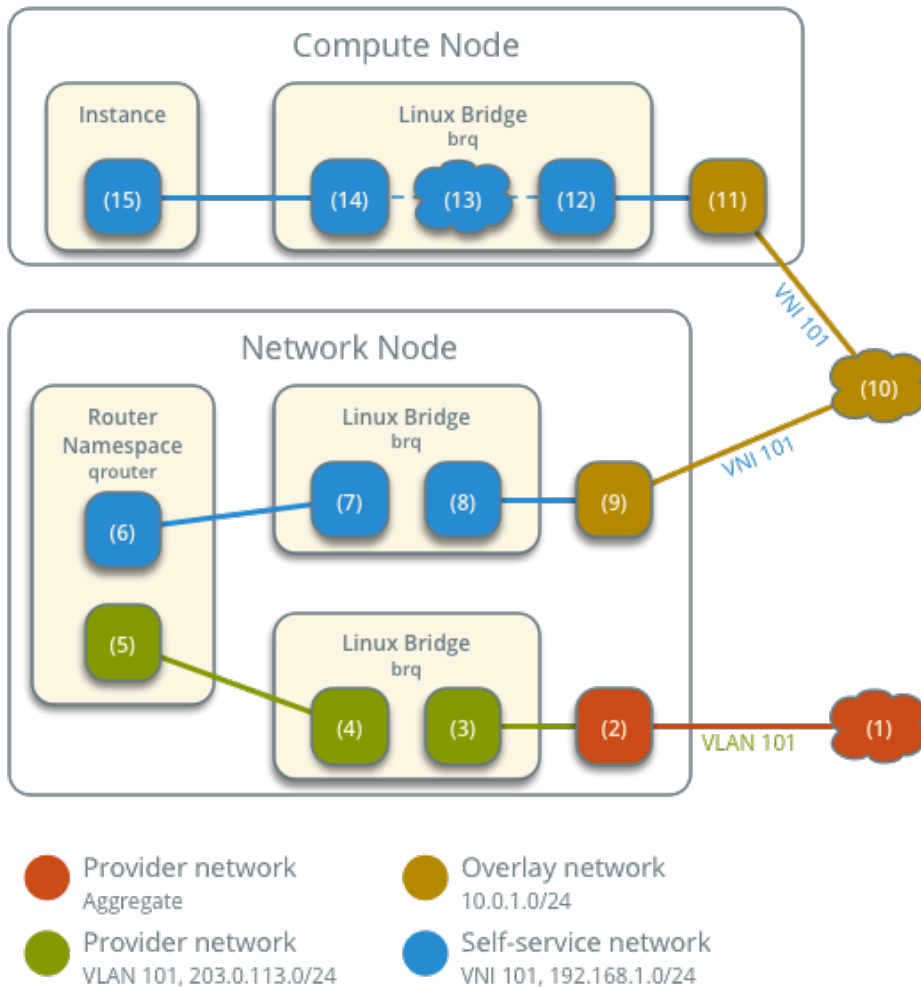 Compute Node
Instance
Linux Bridge
brq
(15)
(14)
(13)
(12)
(11)
VNI 101
(10)
VNI 101
Network Node
Router
Namespace
qrouter
Linux Bridge
brq
(6)
(7)
(8)
(9)
(5)
Linux Bridge
brq
(4)
(3)
(2)
VLAN 101
(1)
Provider network
Aggregate
Overlay network
10.0.1.0/24
Provider network
VLAN 101, 203.0.113.0/24
Self-service network
VNI 101, 192.168.1.0/24